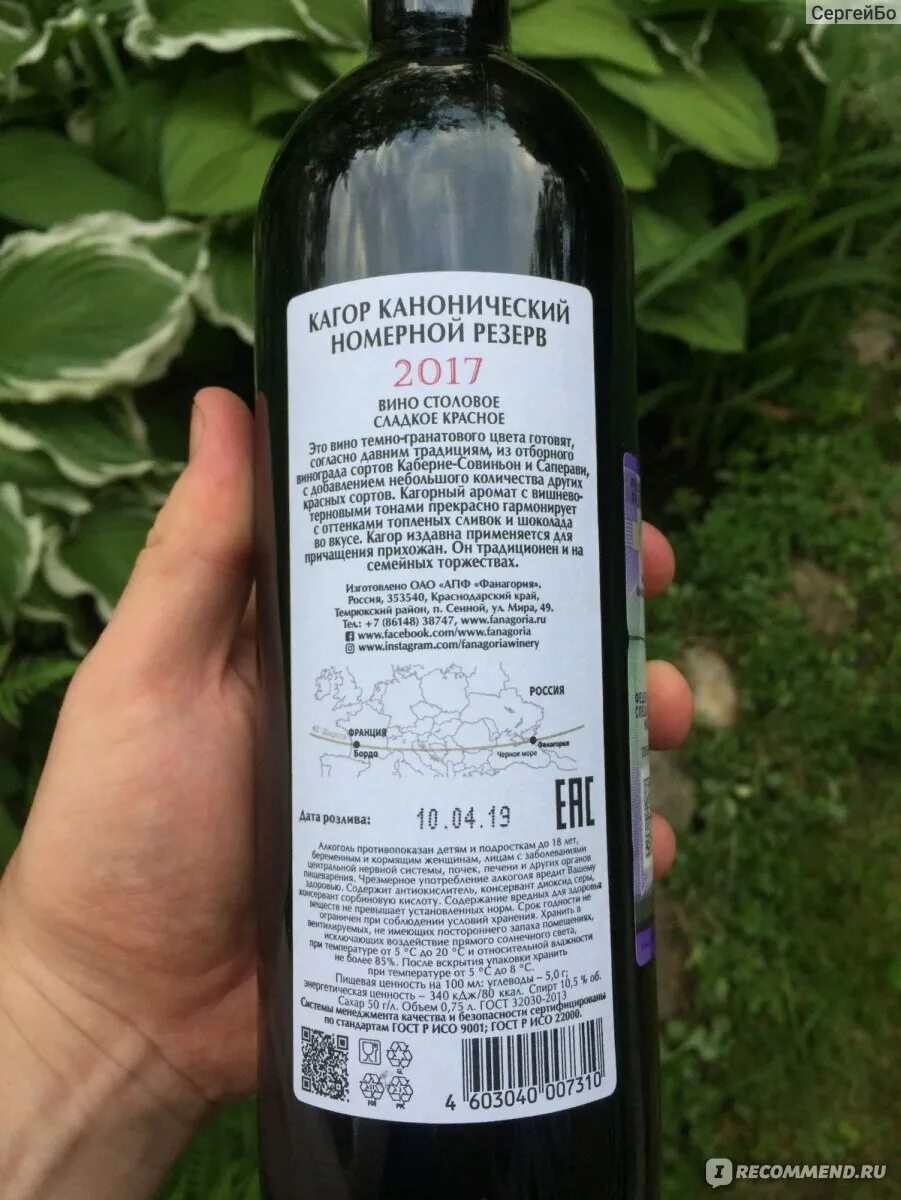 СергейБо
КАГОР КАНОНИЧЕСКИЙ
НОМЕРНОЙ РЕЗЕРВ
2017
ВИНО СТОЛОВОЕ
СЛАДКОЕ КРАСНОЕ
Это вино темно-гранатового цвета готовят,
согласно давним традициям, из отборного
винограда сортов Каберне-Совиньон и Саперави,
с добавлением небольшого количества других
красных сортов. Кагорный аромат с вишнево-
терновыми тонами прекрасно гармонирует
с оттенками топленых сливок и шоколада
во вкусе. Кагор издавна применяется для
причащения прихожан. Он традиционен и на
семейных торжествах.
Изготовлено ОАО «АПФ «Фанагория».
Россия, 353540, Краснодарский край,
Темрюкский район, п. Сенной, ул. Мира, 49.
Тел.: +7 (86148) 38747, www.fanagoria.ru
www.facebook.com/www.fanagoria
www.instagram.com/fanagoriawinery
РОССИЯ
45° Широта
ФРАНЦИЯ
Бордо
Фанагория
Черное море
Дата розлива: 10.04.19
EAC
Алкоголь противопоказан детям и подросткам до 18 лет,
беременным и кормящим женщинам, лицам с заболеваниями
центральной нервной системы, почек, печени и других органов
пищеварения. Чрезмерное употребление алкоголя вредит Вашему
здоровью. Содержит антиокислитель, консервант диоксид серы,
консервант сорбиновую кислоту. Содержание вредных для здоровья
веществ не превышает установленных норм. Срок годности не
ограничен при соблюдении условий хранения. Хранить в
вентилируемых, не имеющих постороннего запаха помещениях,
исключающих воздействие прямого солнечного света,
при температуре от 5 °С до 20 °С и относительной влажности
не более 85%. После вскрытия упаковки хранить
при температуре от 5 °С до 8 °С.
Пищевая ценность на 100 мл: углеводы – 5,0 г;
энергетическая ценность – 340 кДж/80 ккал. Спирт 10,5 % об.
Сахар 50 г/л. Объем 0,75 л. ГОСТ 32030-2013
Системы менеджмента качества и безопасности сертифицированы
по стандартам ГОСТ Р ИСО 9001; ГОСТ Р ИСО 22000.
4 603040 007310
IRECOMMEND.RU